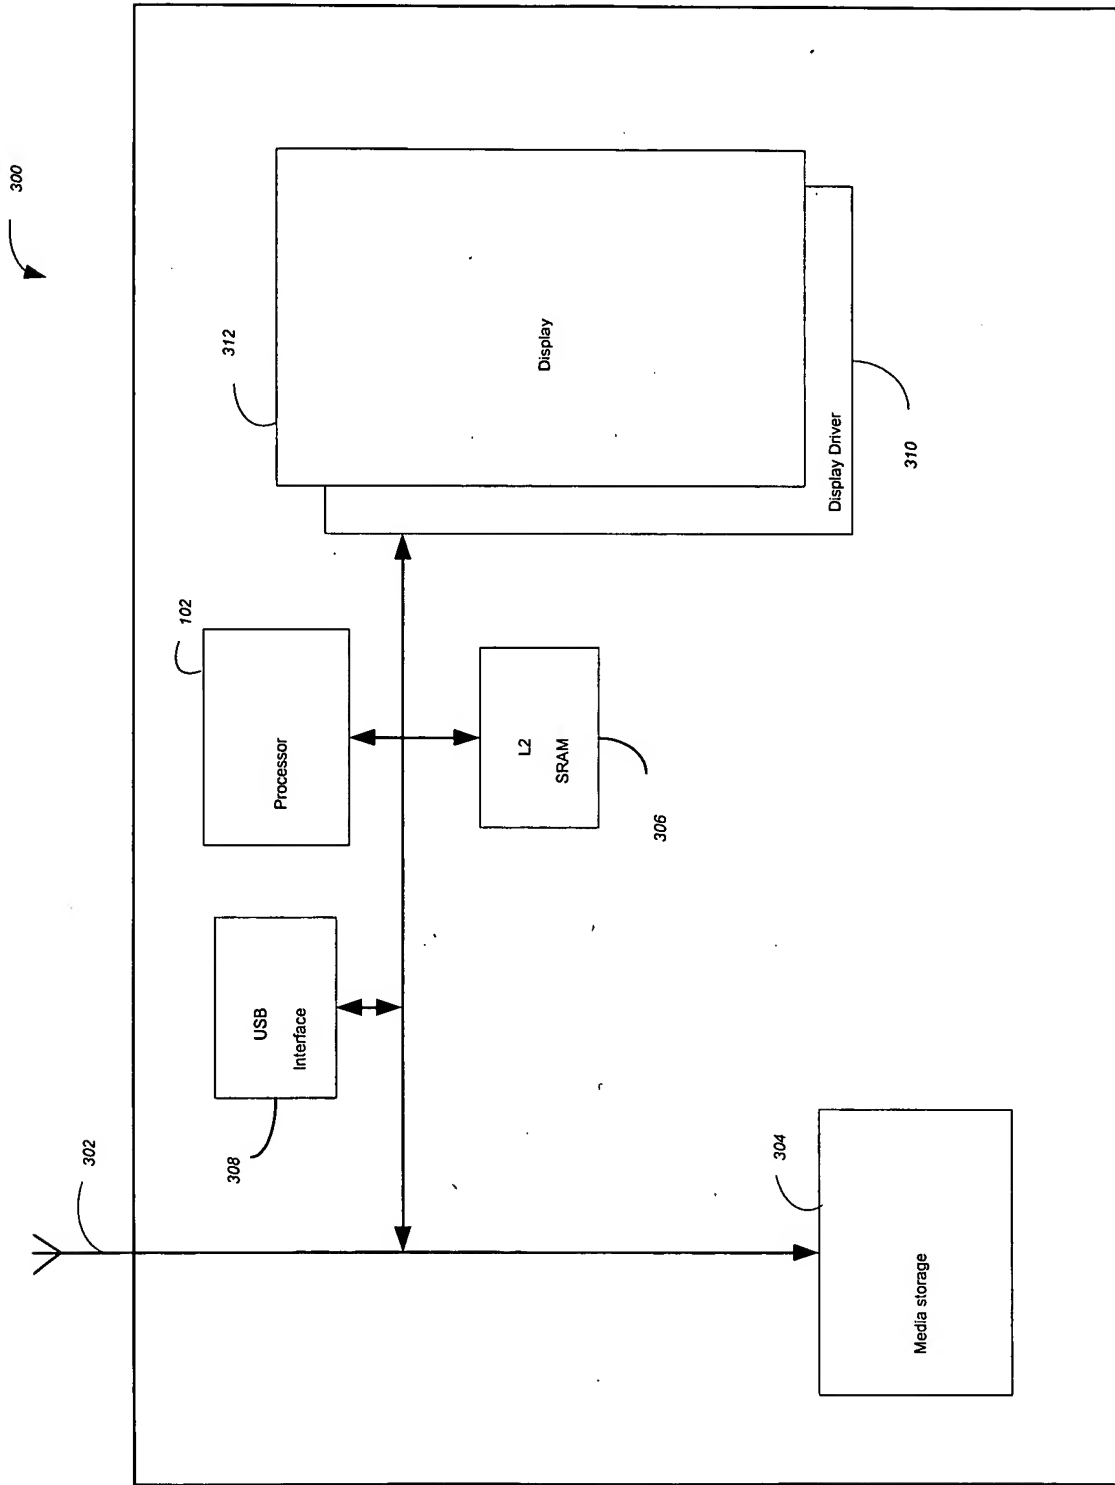 300
302
102
312
308
USB
Interface
Processor
Display
L2
SRAM
306
304
Display Driver
310
Media storage